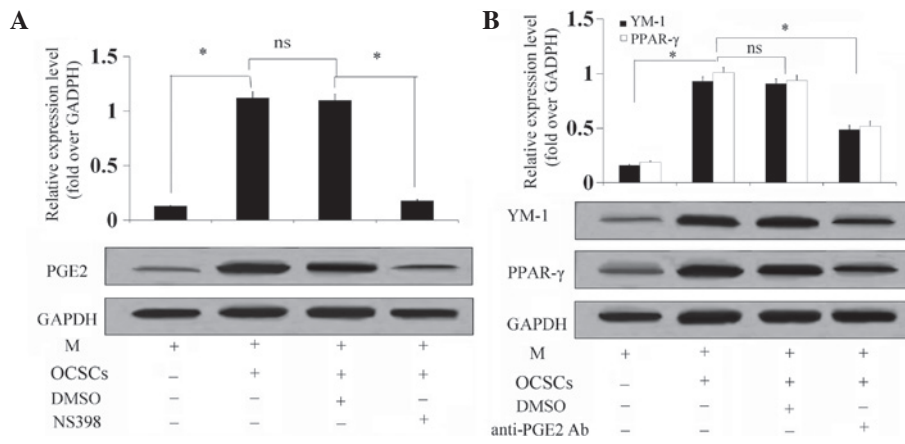 A
Relative expression level
(fold over GADPH)
1.5
1
0.5
0
*
ns
*
PGE2
GAPDH
M + + + +
OCSCs – + + +
DMSO – – + –
NS398 – – – +
B
YM-1
PPAR-γ
Relative expression level
(fold over GADPH)
1.5
1
0.5
0
*
*
ns
YM-1
PPAR-γ
GAPDH
M + + + +
OCSCs – + + +
DMSO – – + –
anti-PGE2 Ab – – – +